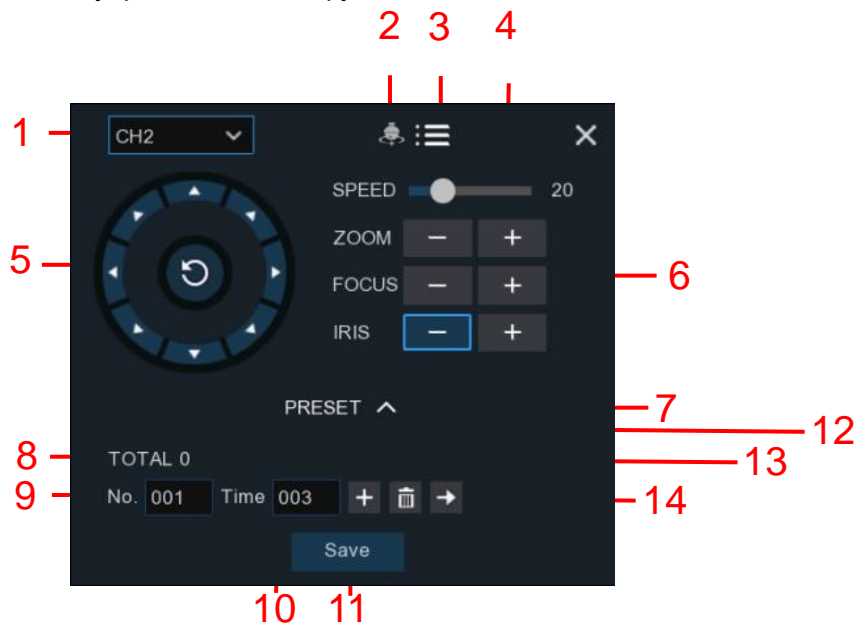 2 3 4
1 CH2
SPEED 20
ZOOM − +
5 FOCUS − + 6
IRIS − +
PRESET 7
12
8 TOTAL 0 13
9 No. 001 Time 003 + 14
Save
10 11